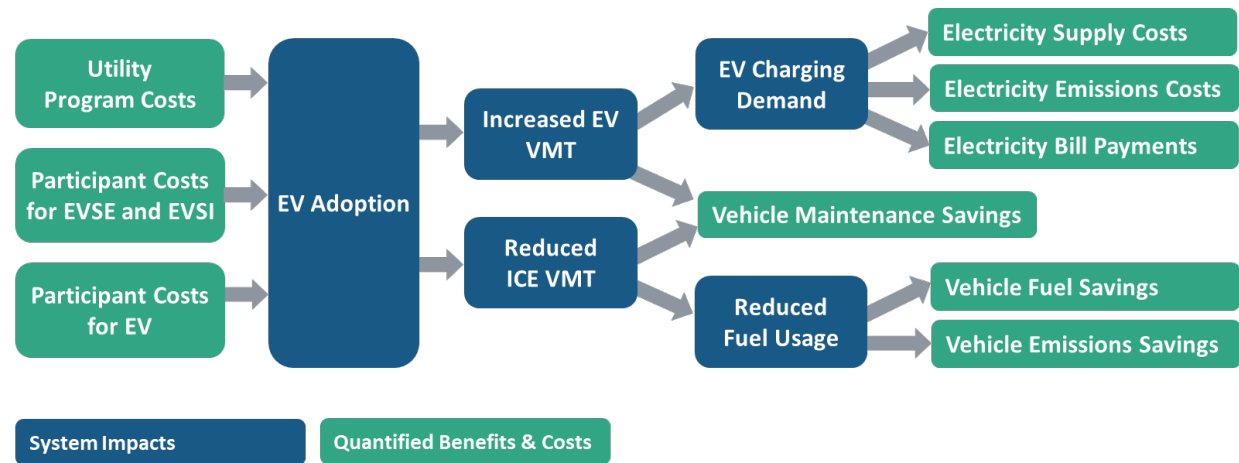 Utility
Program Costs
Participant Costs
for EVSE and EVSI
Participant Costs
for EV
EV Adoption
Increased EV
VMT
Reduced
ICE VMT
EV Charging
Demand
Vehicle Maintenance Savings
Reduced
Fuel Usage
Electricity Supply Costs
Electricity Emissions Costs
Electricity Bill Payments
Vehicle Fuel Savings
Vehicle Emissions Savings
System Impacts
Quantified Benefits & Costs